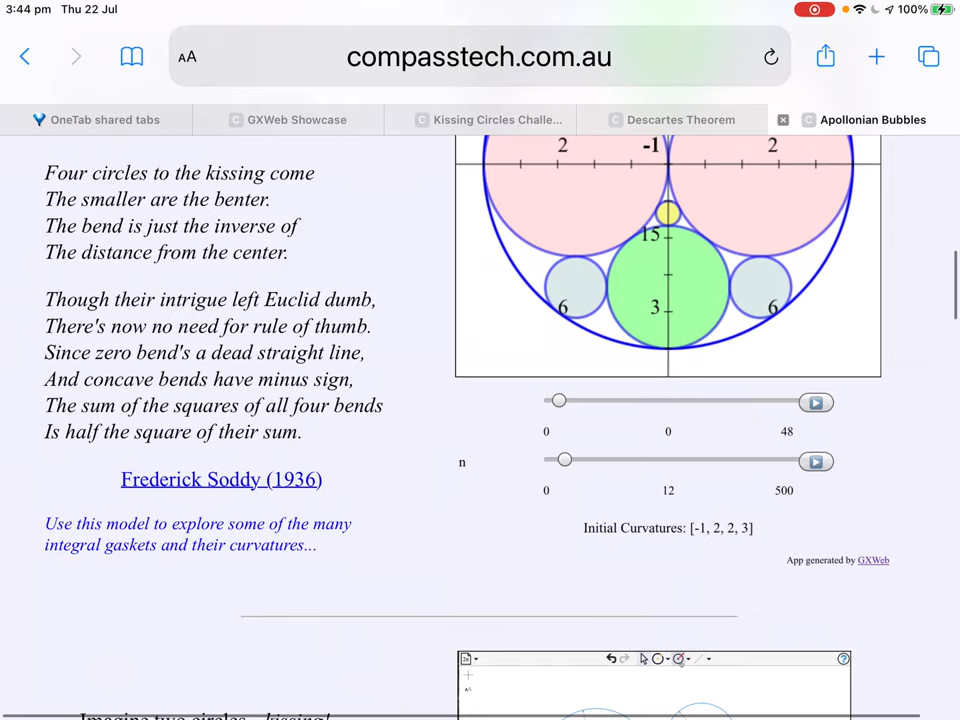 3:44 pm Thu 22 Jul
100%
AA
compasstech.com.au
OneTab shared tabs
GXWeb Showcase
Kissing Circles Challe...
Descartes Theorem
Apollonian Bubbles
Four circles to the kissing come
The smaller are the benter.
The bend is just the inverse of
The distance from the center.
Though their intrigue left Euclid dumb,
There's now no need for rule of thumb.
Since zero bend's a dead straight line,
And concave bends have minus sign,
The sum of the squares of all four bends
Is half the square of their sum.
Frederick Soddy (1936)
Use this model to explore some of the many
integral gaskets and their curvatures...
2 -1 2
15
6 3 6
0 0 48
n
0 12 500
Initial Curvatures: [-1, 2, 2, 3]
App generated by GXWeb
Imagine two circles...kissing!